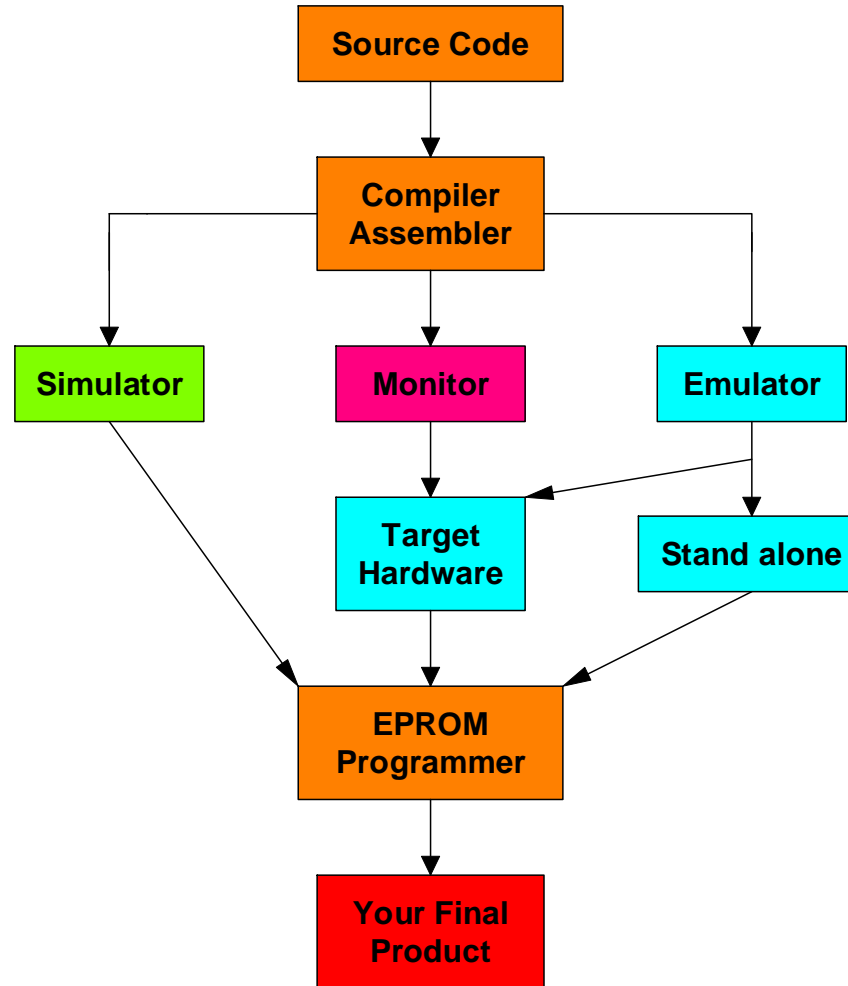 Source Code
Compiler
Assembler
Simulator
Monitor
Emulator
Target
Hardware
Stand alone
EPROM
Programmer
Your Final
Product